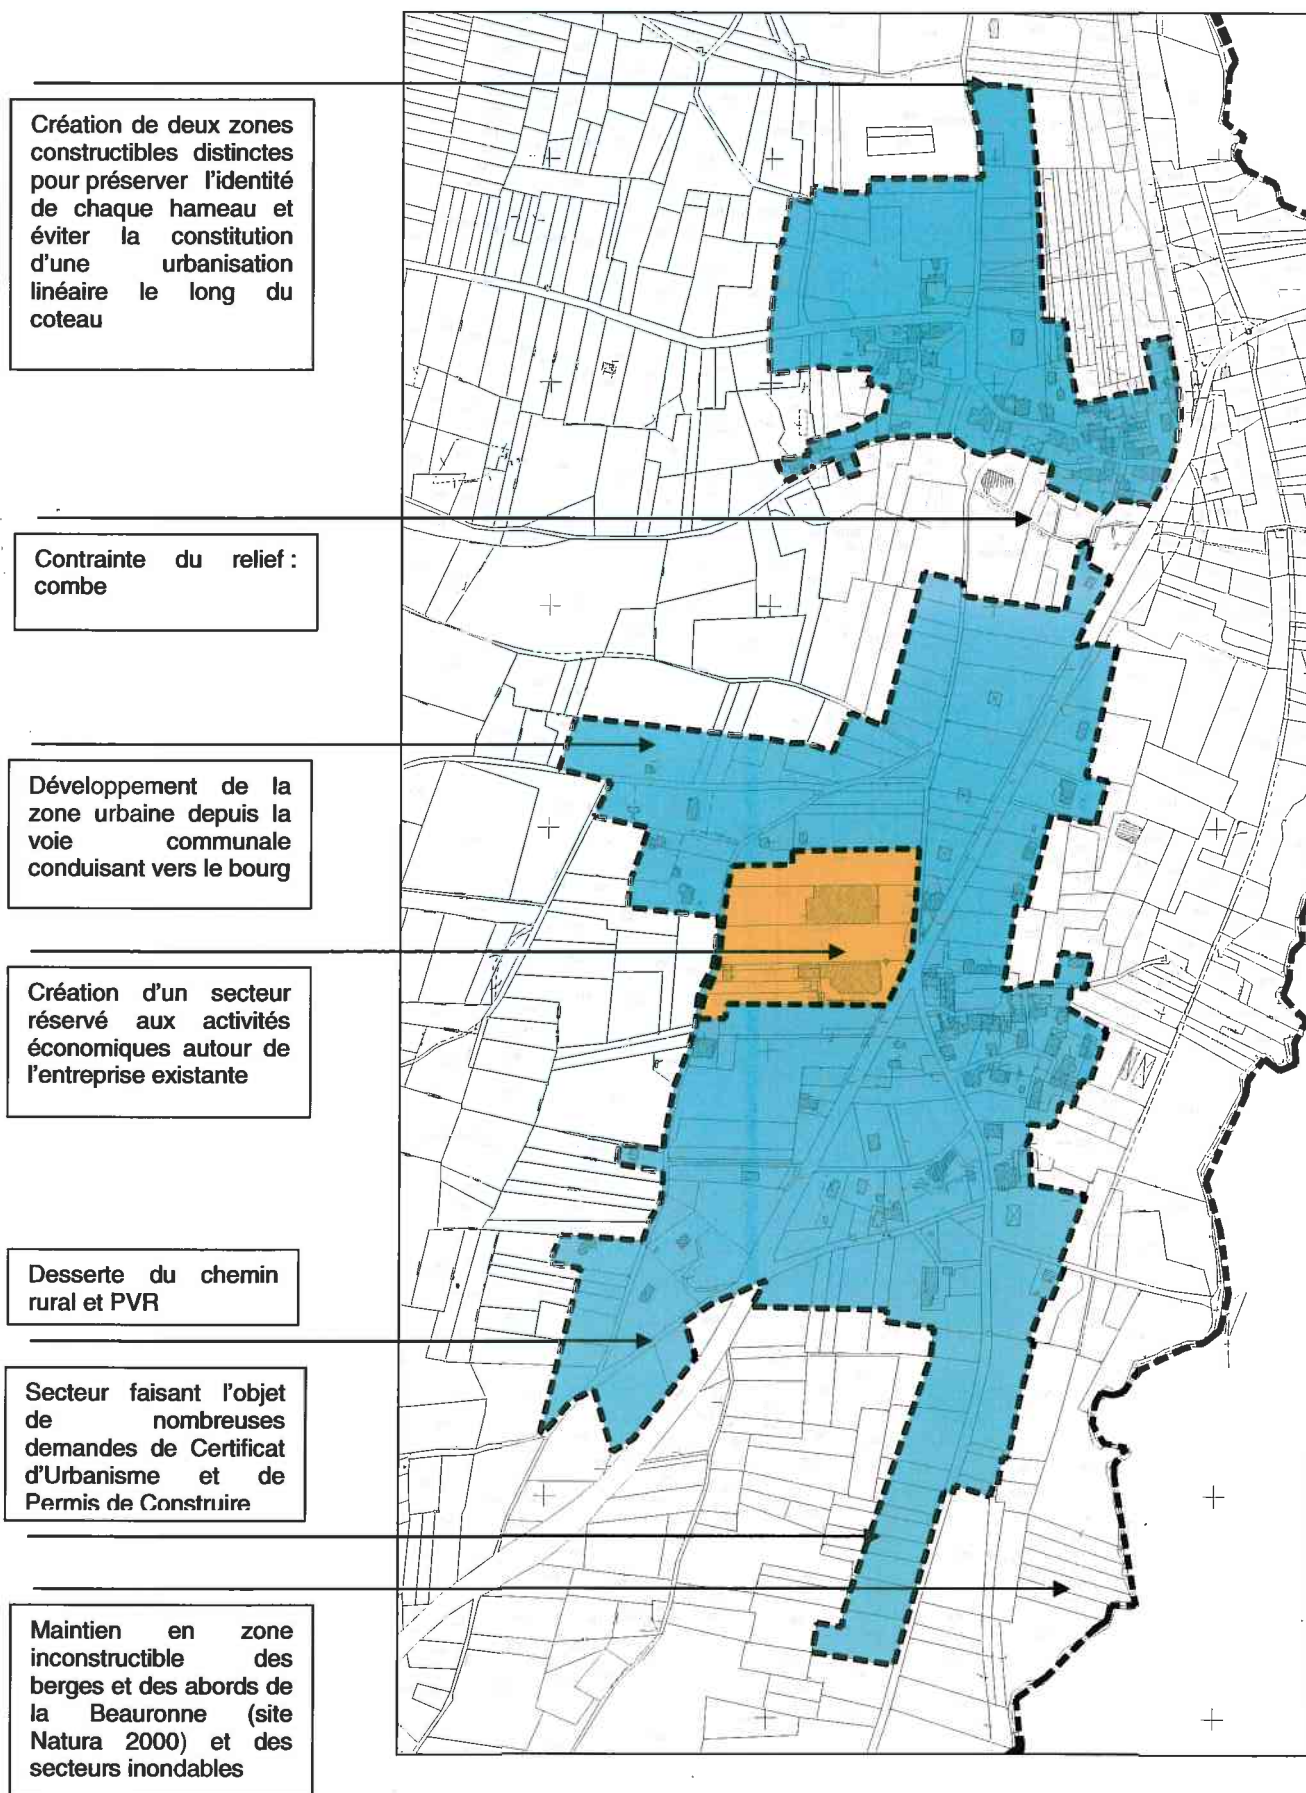 Création de deux zones
constructibles distinctes
pour préserver l'identité
de chaque hameau et
éviter la constitution
d'une urbanisation
linéaire le long du
coteau
Contrainte du relief :
combe
Développement de la
zone urbaine depuis la
voie communale
conduisant vers le bourg
Création d'un secteur
réservé aux activités
économiques autour de
l'entreprise existante
Desserte du chemin
rural et PVR
Secteur faisant l'objet
de nombreuses
demandes de Certificat
d'Urbanisme et de
Permis de Construire
Maintien en zone
inconstructible des
berges et des abords de
la Beauronne (site
Natura 2000) et des
secteurs inondables